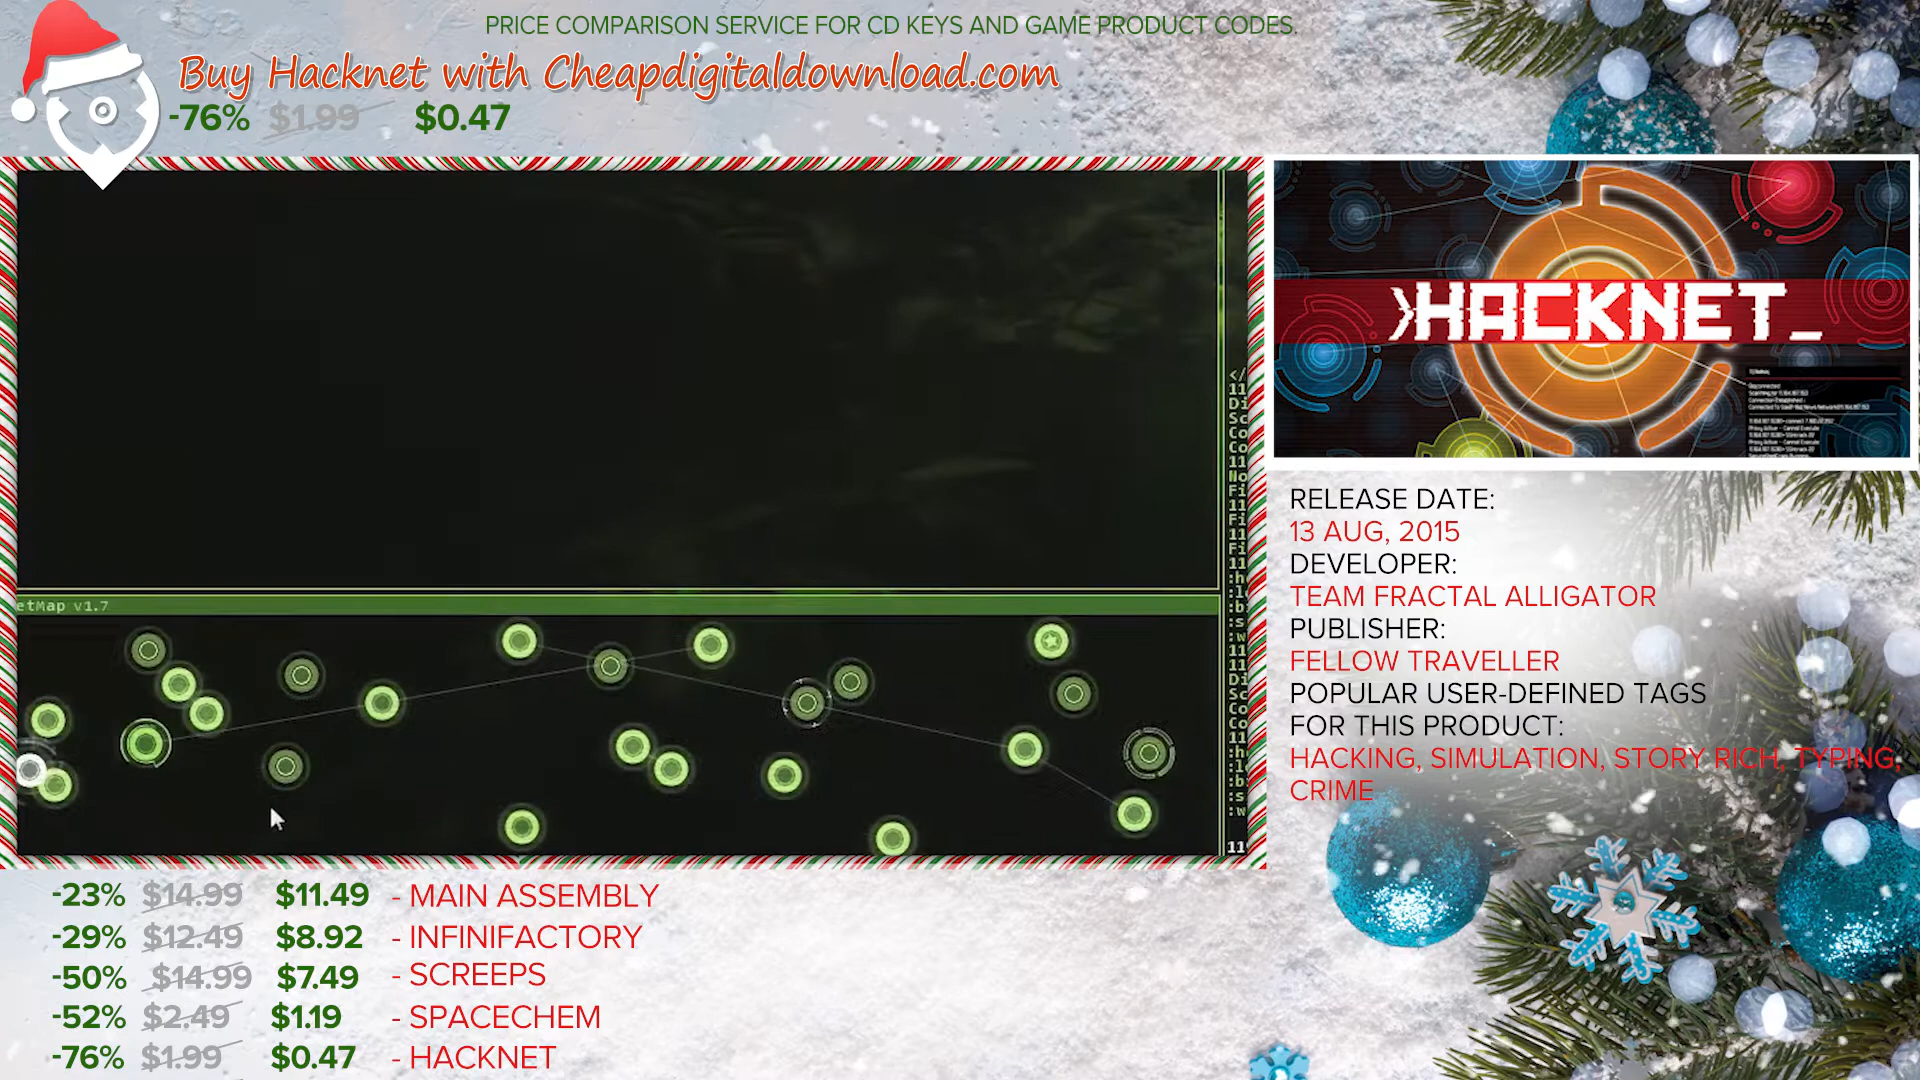 PRICE COMPARISON SERVICE FOR CD KEYS AND GAME PRODUCT CODES.
Buy Hacknet with Cheapdigitaldownload.com
-76% $1.99 $0.47
etMap v1.7
HACKNET_
RELEASE DATE:
13 AUG, 2015
DEVELOPER:
TEAM FRACTAL ALLIGATOR
PUBLISHER:
FELLOW TRAVELLER
POPULAR USER-DEFINED TAGS
FOR THIS PRODUCT:
HACKING, SIMULATION, STORY RICH, TYPING,
CRIME
-23% $14.99 $11.49 - MAIN ASSEMBLY
-29% $12.49 $8.92 - INFINIFACTORY
-50% $14.99 $7.49 - SCREEPS
-52% $2.49 $1.19 - SPACECHEM
-76% $1.99 $0.47 - HACKNET